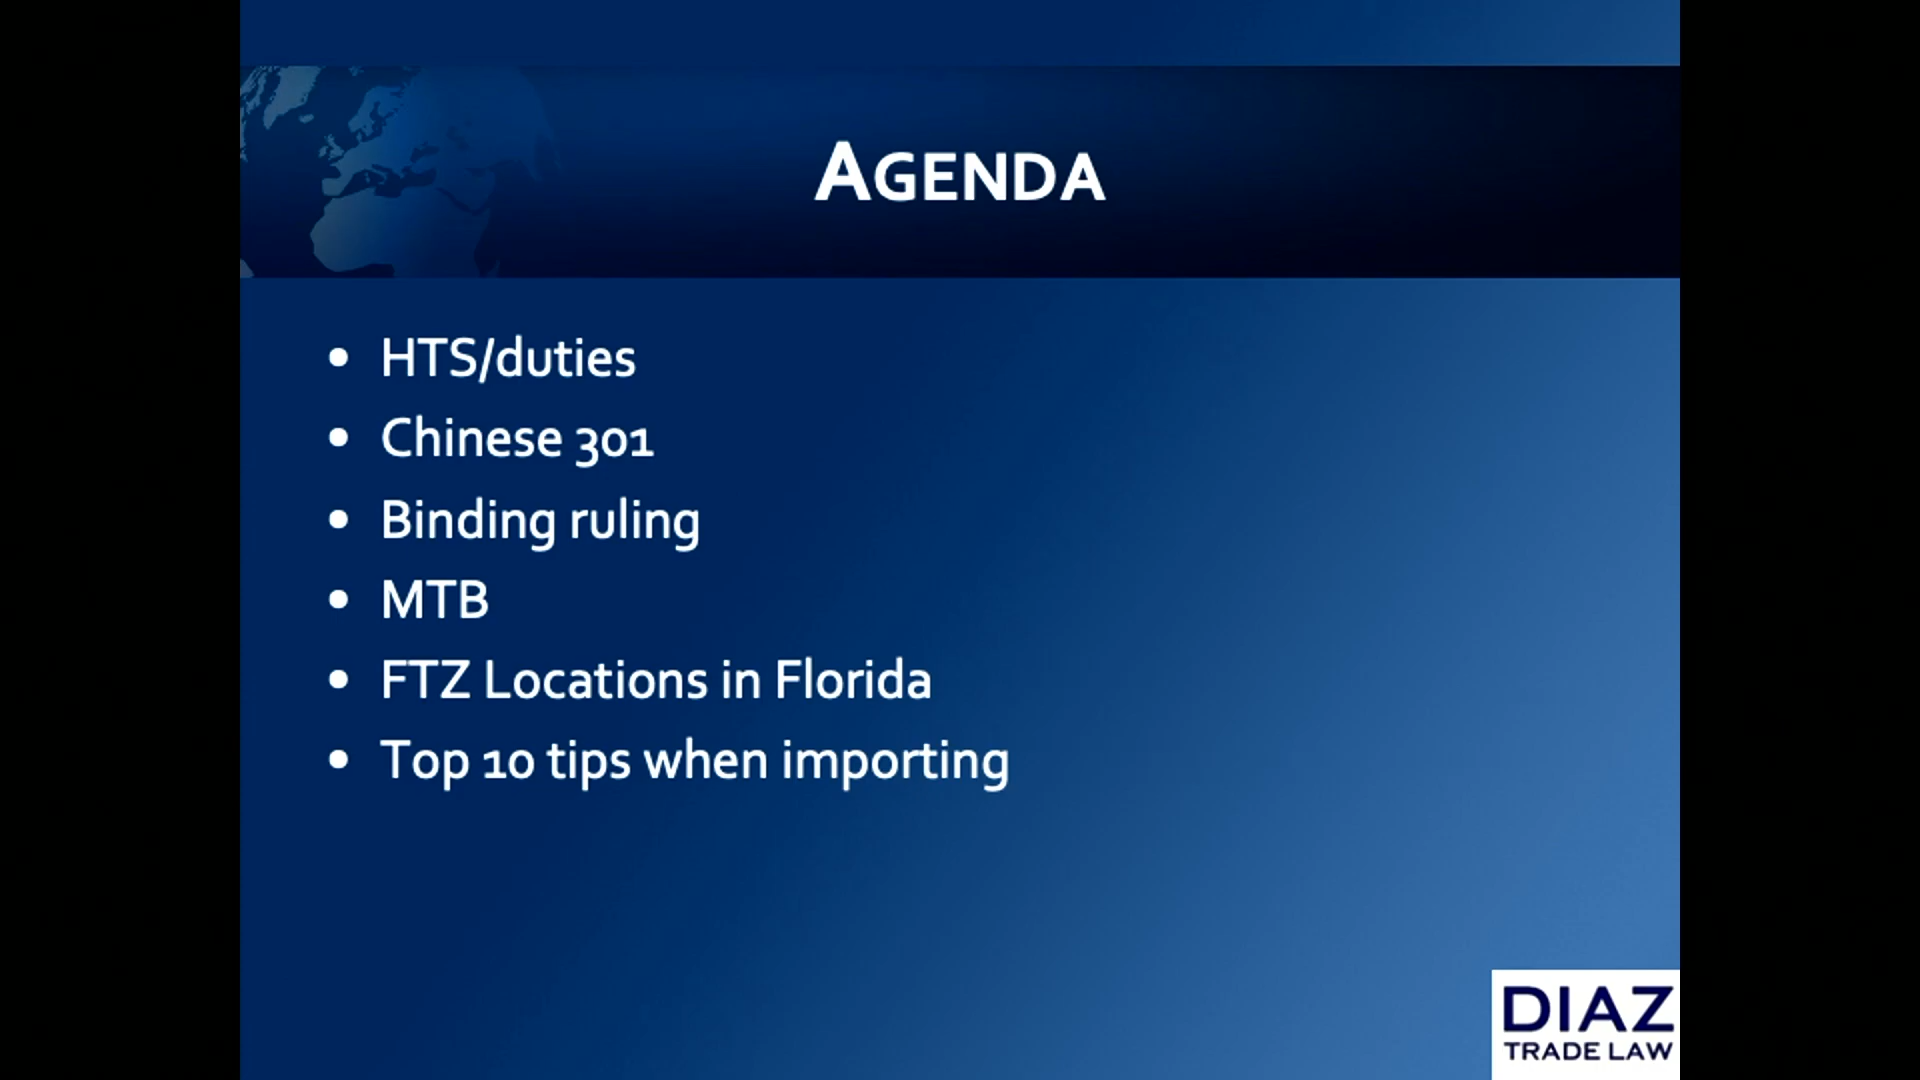 AGENDA
• HTS/duties
• Chinese 301
• Binding ruling
• MTB
• FTZ Locations in Florida
• Top 10 tips when importing
DIAZ
TRADE LAW